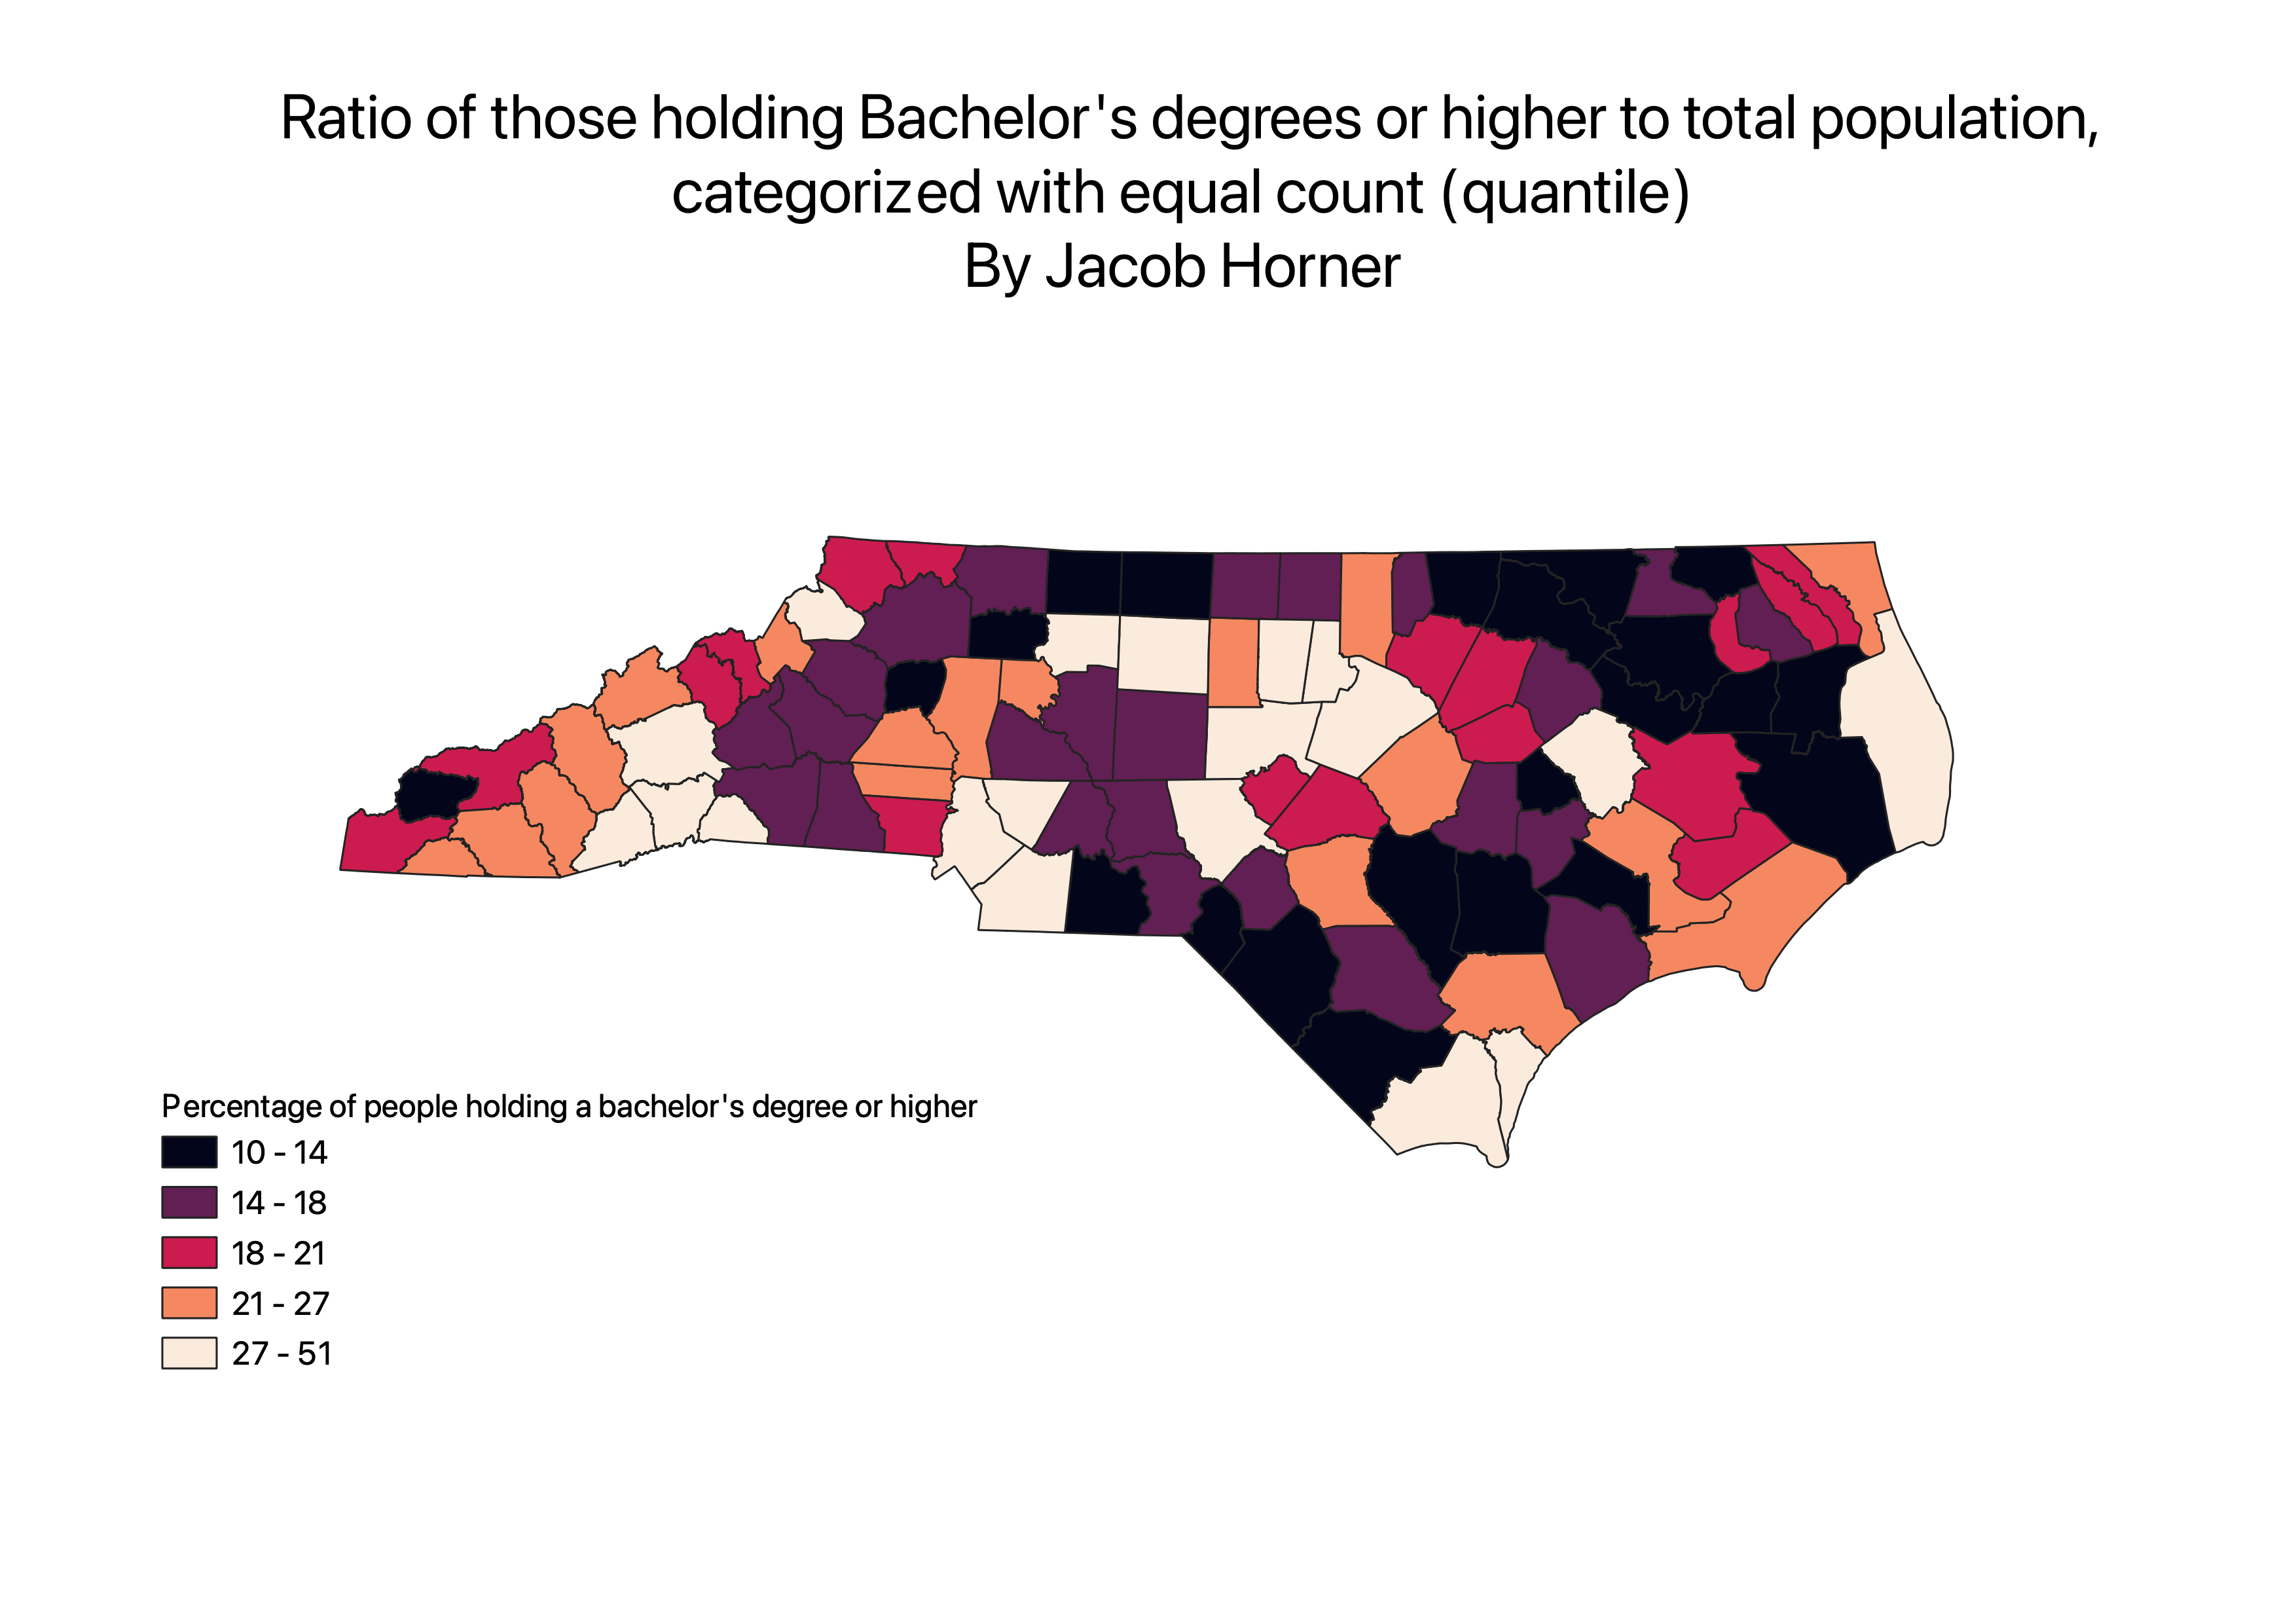 Ratio of those holding Bachelor's degrees or higher to total population,
categorized with equal count (quantile)
By Jacob Horner
Percentage of people holding a bachelor's degree or higher
10 - 14
14 - 18
18 - 21
21 - 27
27 - 51